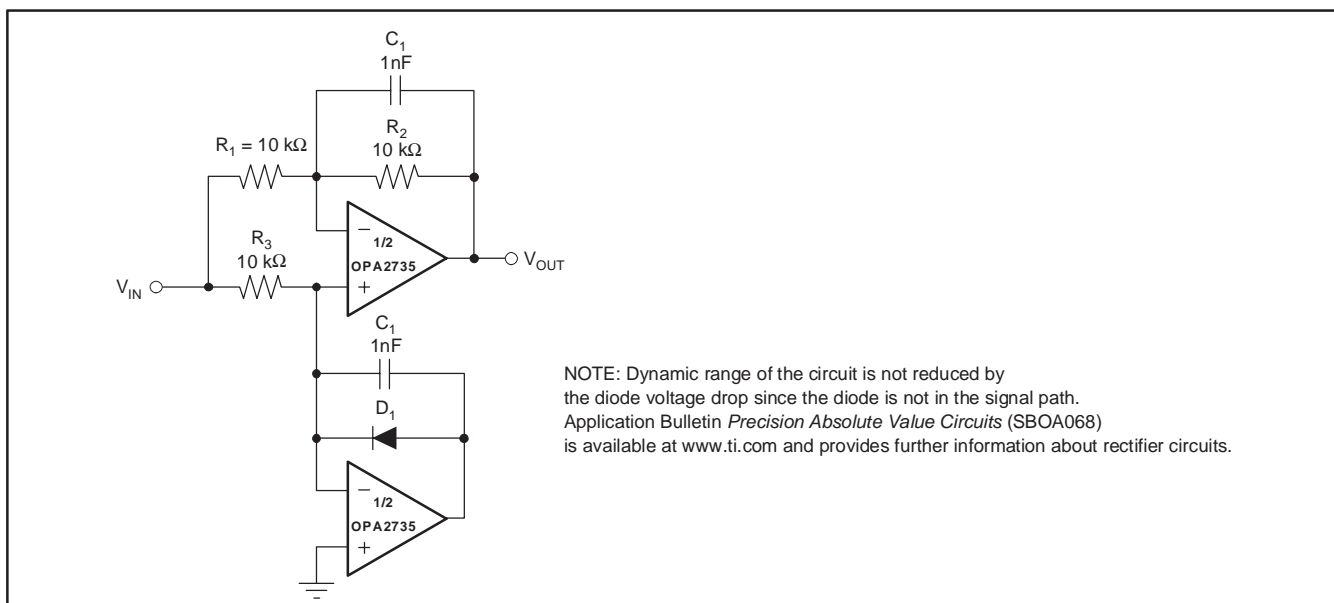 C1
1nF
R2
10 kΩ
R1 = 10 kΩ
R3
10 kΩ
−
1/2
OPA2735
+
VIN
VOUT
C1
1nF
D1
−
1/2
OPA2735
+
NOTE: Dynamic range of the circuit is not reduced by
the diode voltage drop since the diode is not in the signal path.
Application Bulletin Precision Absolute Value Circuits (SBOA068)
is available at www.ti.com and provides further information about rectifier circuits.